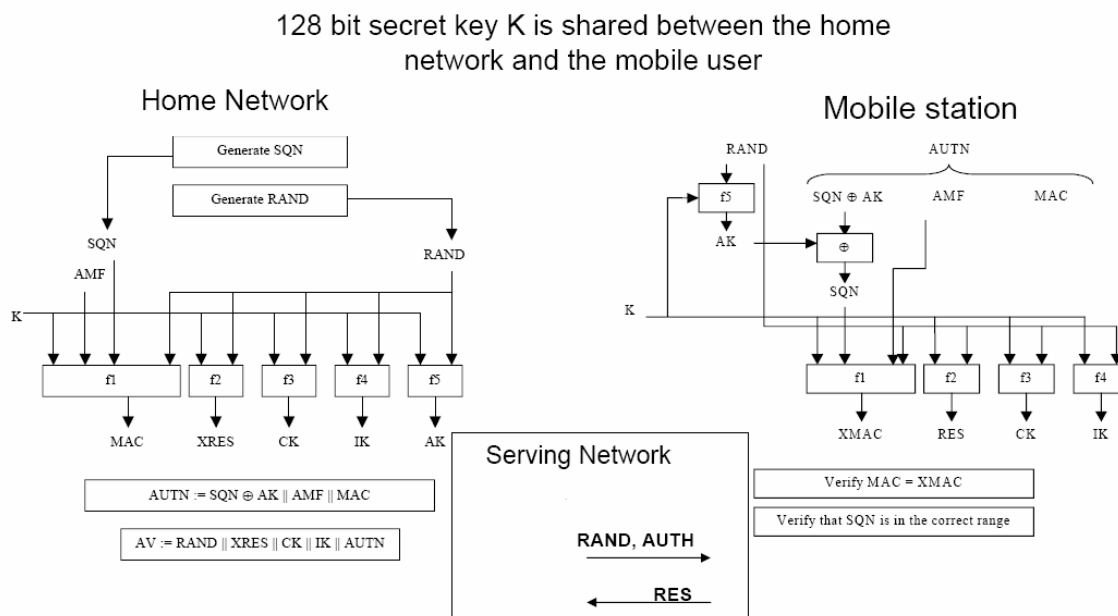 128 bit secret key K is shared between the home
network and the mobile user
Home Network
Generate SQN
Generate RAND
SQN
AMF
RAND
K
f1
f2
f3
f4
f5
MAC
XRES
CK
IK
AK
AUTN := SQN ⊕ AK || AMF || MAC
AV := RAND || XRES || CK || IK || AUTN
Serving Network
RAND, AUTH
RES
Mobile station
RAND
AUTN
f5
SQN ⊕ AK
AMF
MAC
AK
⊕
SQN
K
f1
f2
f3
f4
XMAC
RES
CK
IK
Verify MAC = XMAC
Verify that SQN is in the correct range